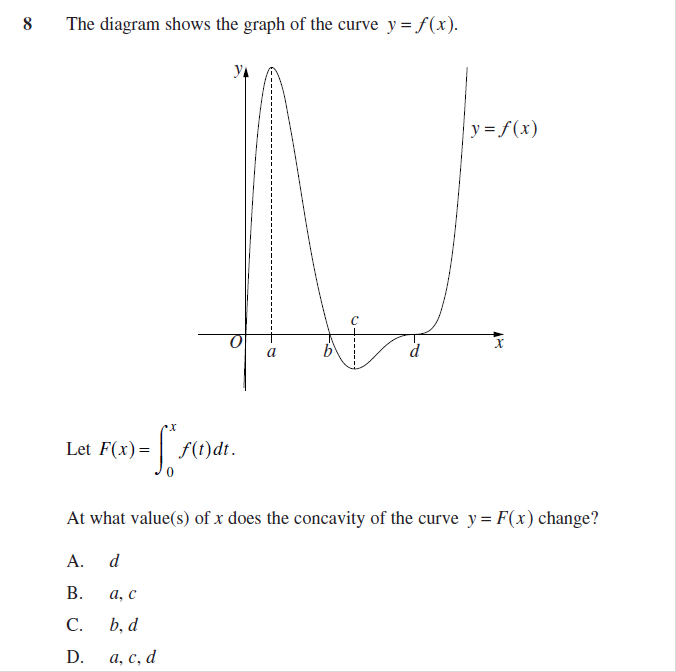 8 The diagram shows the graph of the curve y = f(x).
y
y = f(x)
c
O a b d x
Let F(x) = ∫₀ˣ f(t)dt.
At what value(s) of x does the concavity of the curve y = F(x) change?
A. d
B. a, c
C. b, d
D. a, c, d